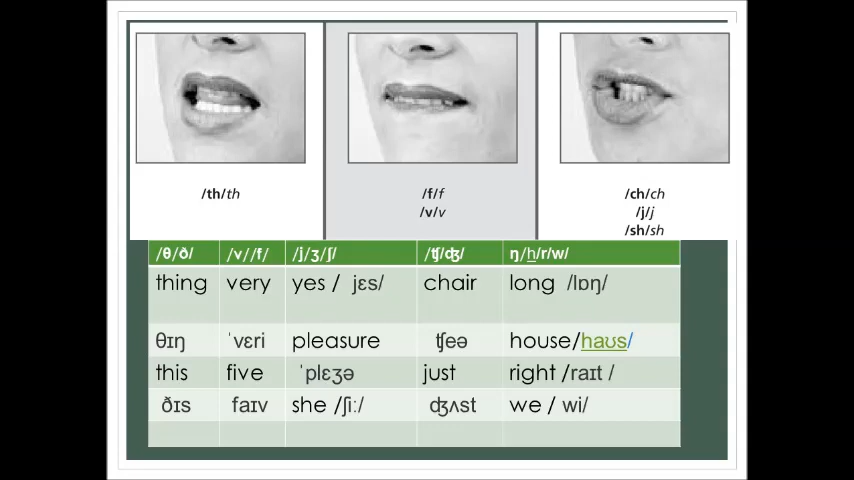 /th/th
/f/f
/v/v
/ch/ch
/j/j
/sh/sh
/θ/ð/ /v//f/ /j/ʒ/ʃ/ /ʧ/ʤ/ ŋ/h/r/w/
thing very yes / jɛs/ chair long /lɒŋ/
θɪŋ ˈvɛri pleasure ʧeə house/haʊs/
this five ˈplɛʒə just right /raɪt /
ðɪs faɪv she /ʃiː/ ʤʌst we / wi/